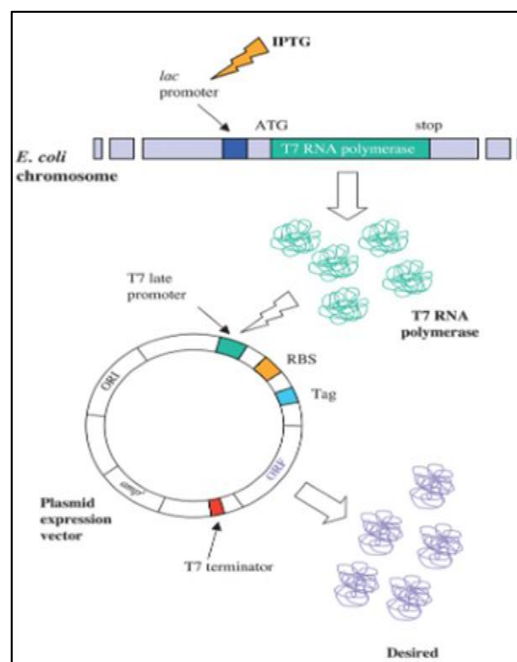 IPTG
lac
promoter
ATG
stop
T7 RNA polymerase
E. coli
chromosome
T7 late
promoter
T7 RNA
polymerase
RBS
Tag
ORI
ORF
Plasmid
expression
vector
T7 terminator
Desired